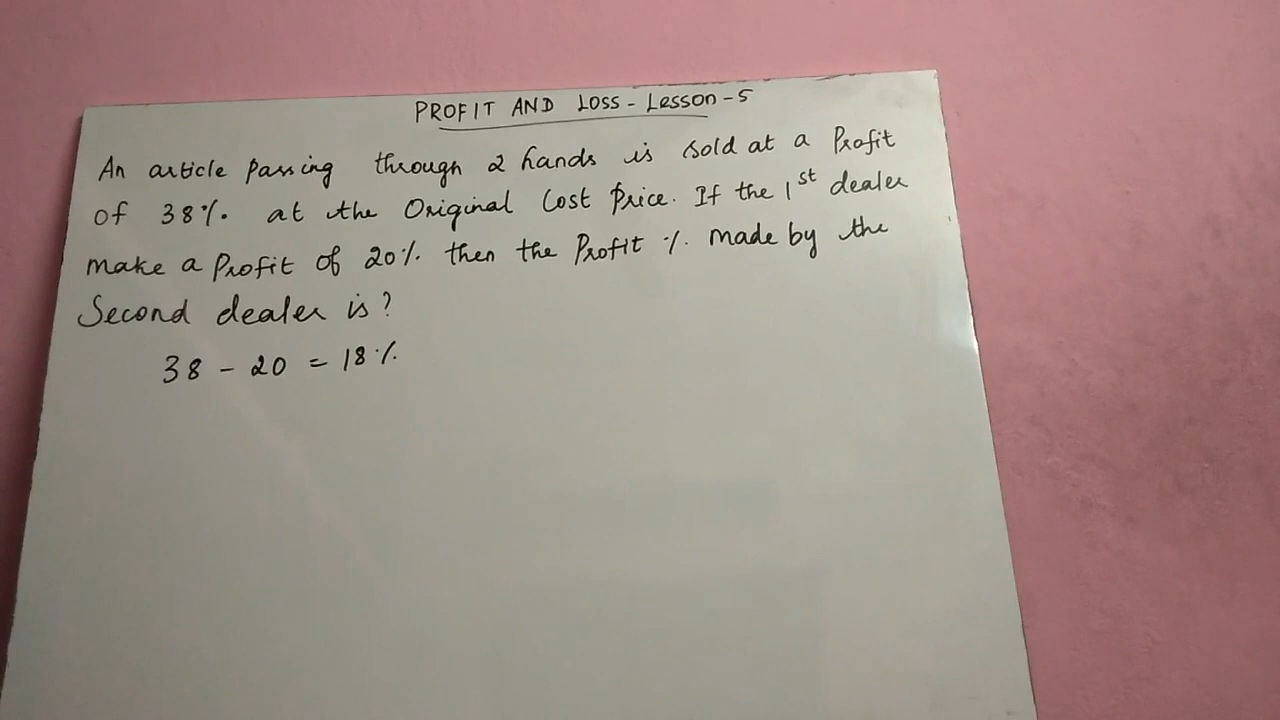 PROFIT AND LOSS - Lesson - 5
An article passing through 2 hands is sold at a Profit
of 38%. at the Original Cost Price. If the 1st dealer
make a Profit of 20%. then the Profit %. made by the
Second dealer is?
38 - 20 = 18%.